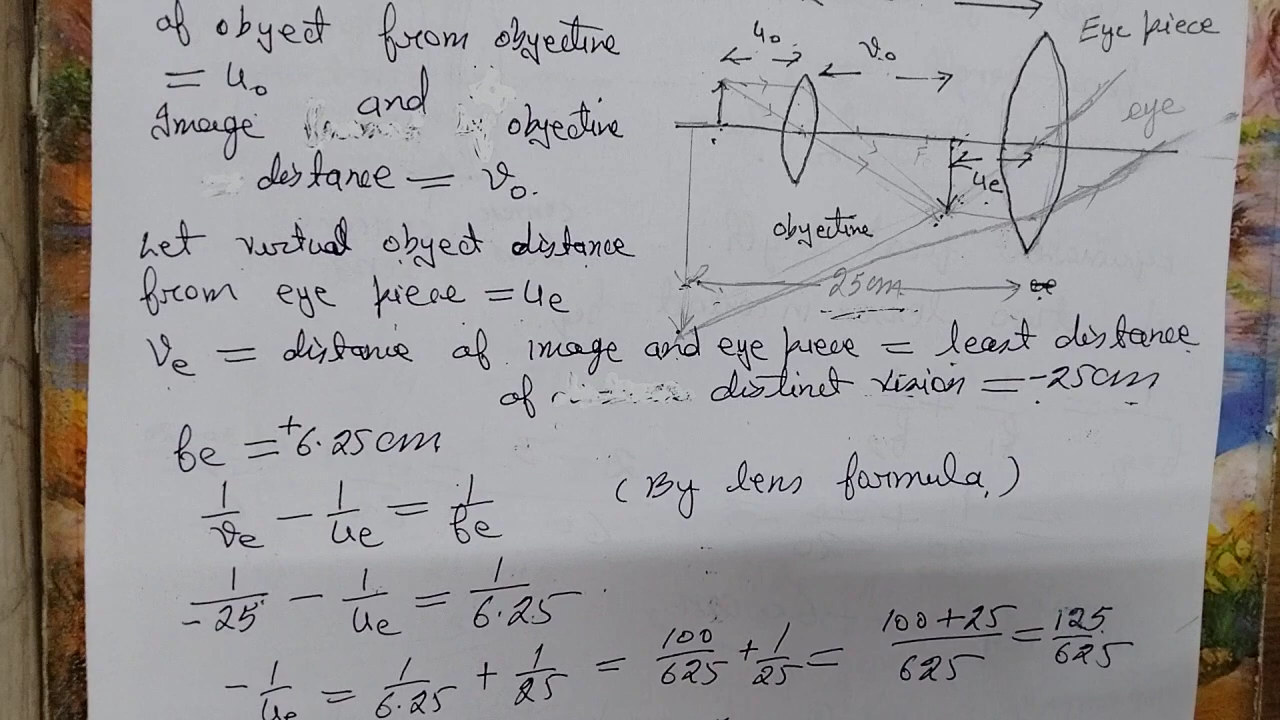 of object from objective
= u₀
and
Image objective
distance = v₀.
Let virtual object distance
from eye piece = ue
Ve = distance of image and eye piece = least distance
of distinct vision = -25cm
fe = +6.25cm
1/ve - 1/ue = 1/fe (By lens formula,)
1/-25 - 1/ue = 1/6.25
-1/ue = 1/6.25 + 1/25 = 100/625 + 1/25 = 100+25/625 = 125/625
Eye piece
u₀
v₀
eye
ue
objective
25cm